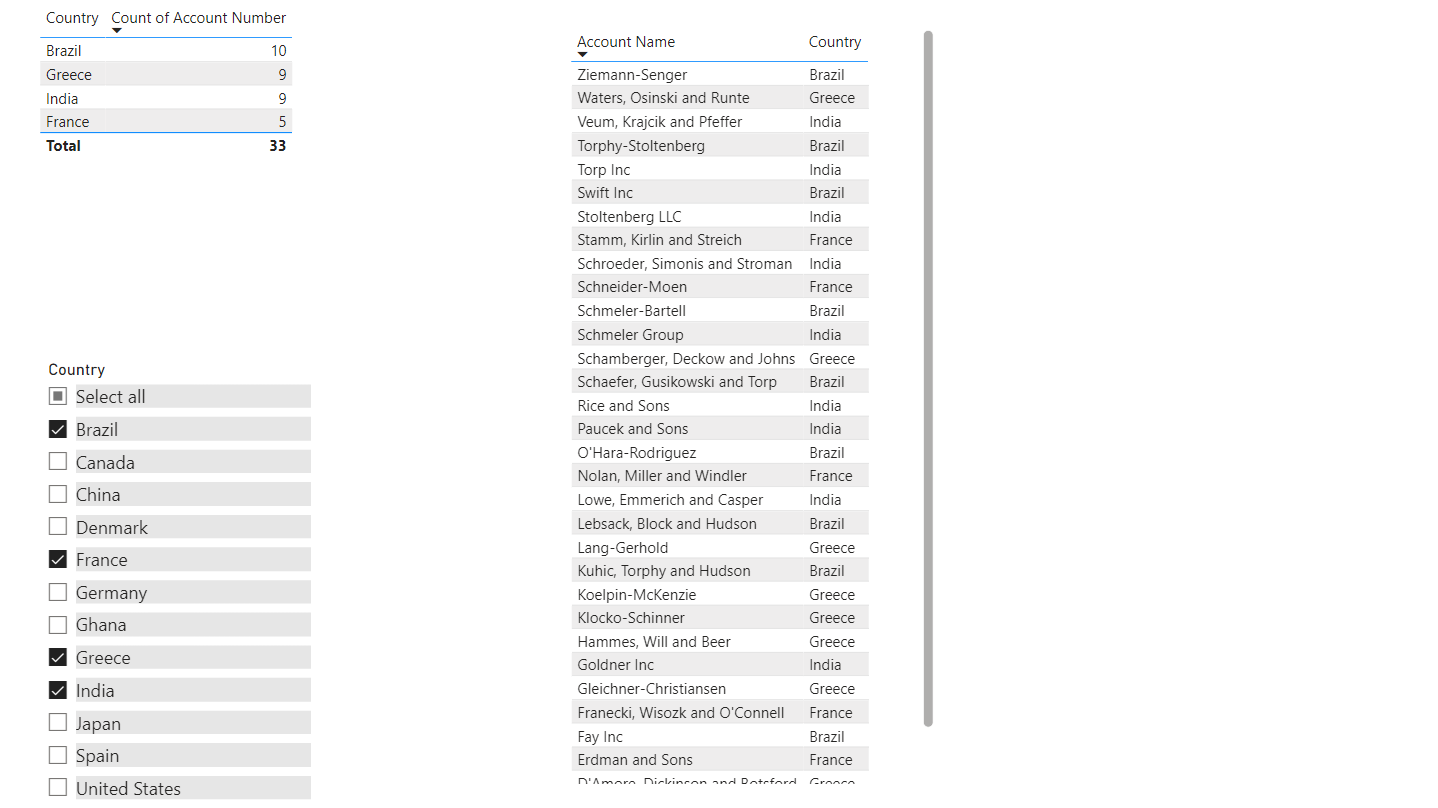 Country Count of Account Number
Brazil 10
Greece 9
India 9
France 5
Total 33
Country
Select all
Brazil
Canada
China
Denmark
France
Germany
Ghana
Greece
India
Japan
Spain
United States
Account Name Country
Ziemann-Senger Brazil
Waters, Osinski and Runte Greece
Veum, Krajcik and Pfeffer India
Torphy-Stoltenberg Brazil
Torp Inc India
Swift Inc Brazil
Stoltenberg LLC India
Stamm, Kirlin and Streich France
Schroeder, Simonis and Stroman India
Schneider-Moen France
Schmeler-Bartell Brazil
Schmeler Group India
Schamberger, Deckow and Johns Greece
Schaefer, Gusikowski and Torp Brazil
Rice and Sons India
Paucek and Sons India
O'Hara-Rodriguez Brazil
Nolan, Miller and Windler France
Lowe, Emmerich and Casper India
Lebsack, Block and Hudson Brazil
Lang-Gerhold Greece
Kuhic, Torphy and Hudson Brazil
Koelpin-McKenzie Greece
Klocko-Schinner Greece
Hammes, Will and Beer Greece
Goldner Inc India
Gleichner-Christiansen Greece
Franecki, Wisozk and O'Connell France
Fay Inc Brazil
Erdman and Sons France
D'Amore, Dickinson and Botsford Greece